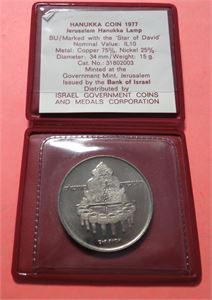 HANUKKA COIN 1977
Jerusalem Hanukka Lamp
BU/Marked with the 'Star of David'
Nominal Value: IL10
Metal: Copper 75%, Nickel 25%
Diameter: 34 mm/Weight: 15 g.
Cat. No.: 31802003
Minted at the
Government Mint, Jerusalem
Issued by the Bank of Israel
Distributed by
ISRAEL GOVERNMENT COINS
AND MEDALS CORPORATION